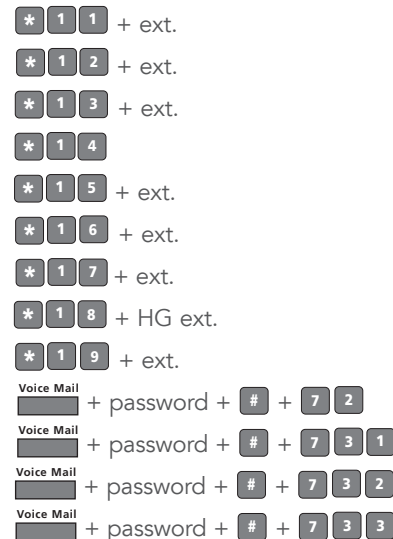 * 1 1 + ext.
* 1 2 + ext.
* 1 3 + ext.
* 1 4
* 1 5 + ext.
* 1 6 + ext.
* 1 7 + ext.
* 1 8 + HG ext.
* 1 9 + ext.
Voice Mail
+ password + # + 7 2
Voice Mail
+ password + # + 7 3 1
Voice Mail
+ password + # + 7 3 2
Voice Mail
+ password + # + 7 3 3